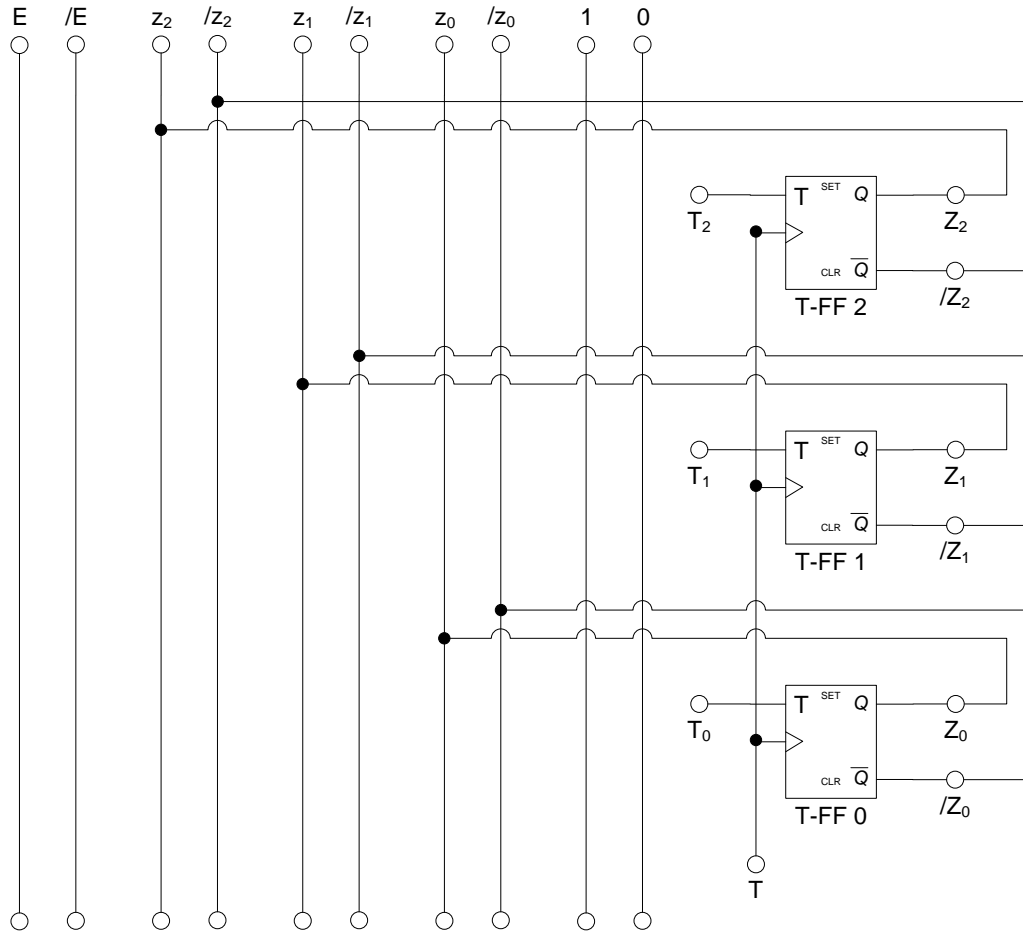 E /E z₂ /z₂ z₁ /z₁ z₀ /z₀ 1 0
T SET Q
T₂ Z₂
CLR Q̅
T-FF 2 /Z₂
T SET Q
T₁ Z₁
CLR Q̅
T-FF 1 /Z₁
T SET Q
T₀ Z₀
CLR Q̅
T-FF 0 /Z₀
T